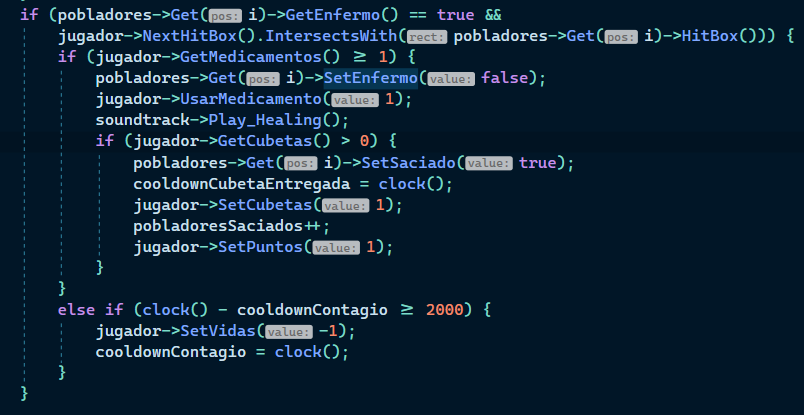 if (pobladores->Get(pos: i)->GetEnfermo() == true &&
jugador->NextHitBox().IntersectsWith(rect: pobladores->Get(pos: i)->HitBox())) {
if (jugador->GetMedicamentos() ≥ 1) {
pobladores->Get(pos: i)->SetEnfermo(value: false);
jugador->UsarMedicamento(value: 1);
soundtrack->Play_Healing();
if (jugador->GetCubetas() > 0) {
pobladores->Get(pos: i)->SetSaciado(value: true);
cooldownCubetaEntregada = clock();
jugador->SetCubetas(value: 1);
pobladoresSaciados++;
jugador->SetPuntos(value: 1);
}
}
else if (clock() - cooldownContagio ≥ 2000) {
jugador->SetVidas(value: -1);
cooldownContagio = clock();
}
}